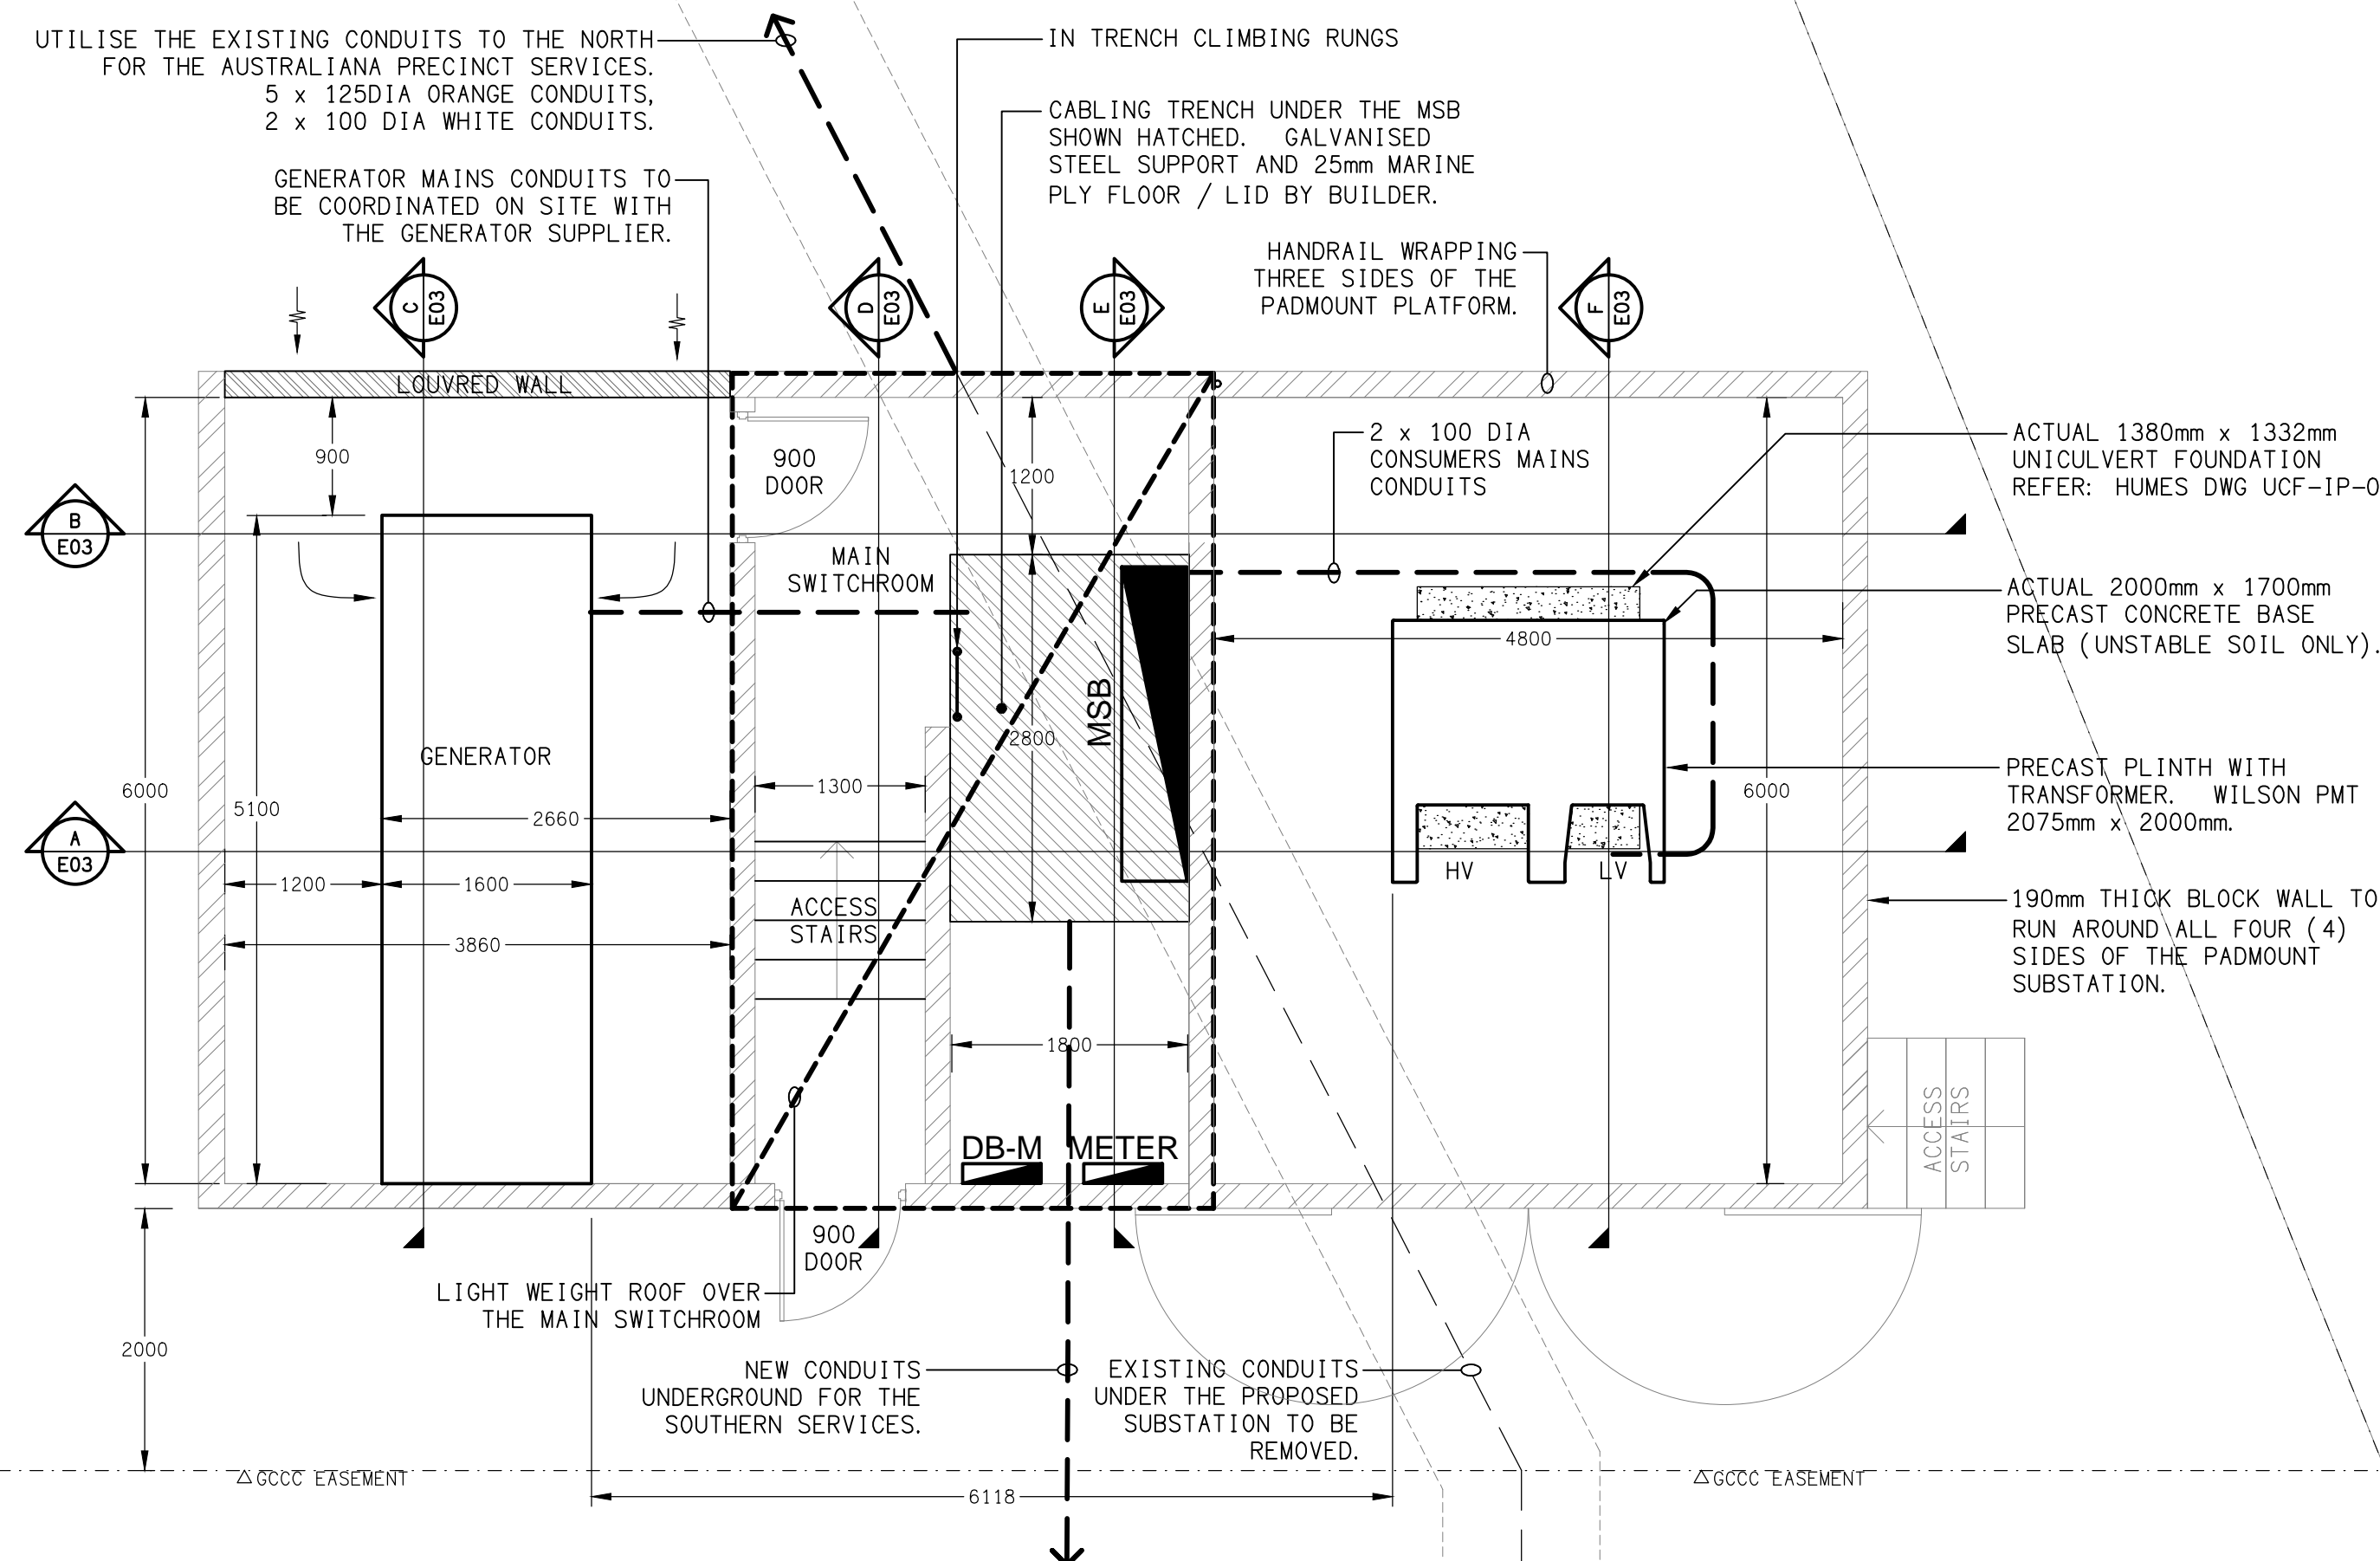 UTILISE THE EXISTING CONDUITS TO THE NORTH
FOR THE AUSTRALIANA PRECINCT SERVICES.
5 x 125DIA ORANGE CONDUITS,
2 x 100 DIA WHITE CONDUITS.
IN TRENCH CLIMBING RUNGS
CABLING TRENCH UNDER THE MSB
SHOWN HATCHED. GALVANISED
STEEL SUPPORT AND 25mm MARINE
PLY FLOOR / LID BY BUILDER.
GENERATOR MAINS CONDUITS TO
BE COORDINATED ON SITE WITH
THE GENERATOR SUPPLIER.
HANDRAIL WRAPPING
THREE SIDES OF THE
PADMOUNT PLATFORM.
C
E03
D
E03
E
E03
F
E03
LOUVRED WALL
900
900
DOOR
1200
2 x 100 DIA
CONSUMERS MAINS
CONDUITS
ACTUAL 1380mm x 1332mm
UNICULVERT FOUNDATION
REFER: HUMES DWG UCF-IP-0
B
E03
MAIN
SWITCHROOM
ACTUAL 2000mm x 1700mm
PRECAST CONCRETE BASE
SLAB (UNSTABLE SOIL ONLY).
4800
MSB
2800
GENERATOR
6000
5100
1300
2660
6000
PRECAST PLINTH WITH
TRANSFORMER. WILSON PMT
2075mm x 2000mm.
A
E03
1200
1600
HV
LV
ACCESS
STAIRS
3860
190mm THICK BLOCK WALL TO
RUN AROUND ALL FOUR (4)
SIDES OF THE PADMOUNT
SUBSTATION.
1800
ACCESS
STAIRS
DB-M
METER
900
DOOR
LIGHT WEIGHT ROOF OVER
THE MAIN SWITCHROOM
2000
NEW CONDUITS
UNDERGROUND FOR THE
SOUTHERN SERVICES.
EXISTING CONDUITS
UNDER THE PROPOSED
SUBSTATION TO BE
REMOVED.
GCCC EASEMENT
GCCC EASEMENT
6118